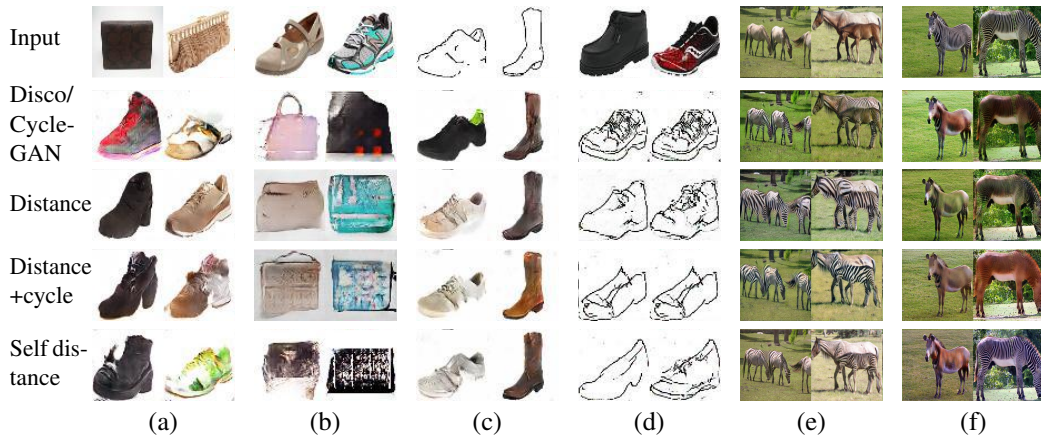 Input
Disco/
Cycle-
GAN
Distance
Distance
+cycle
Self dis-
tance
(a) (b) (c) (d) (e) (f)